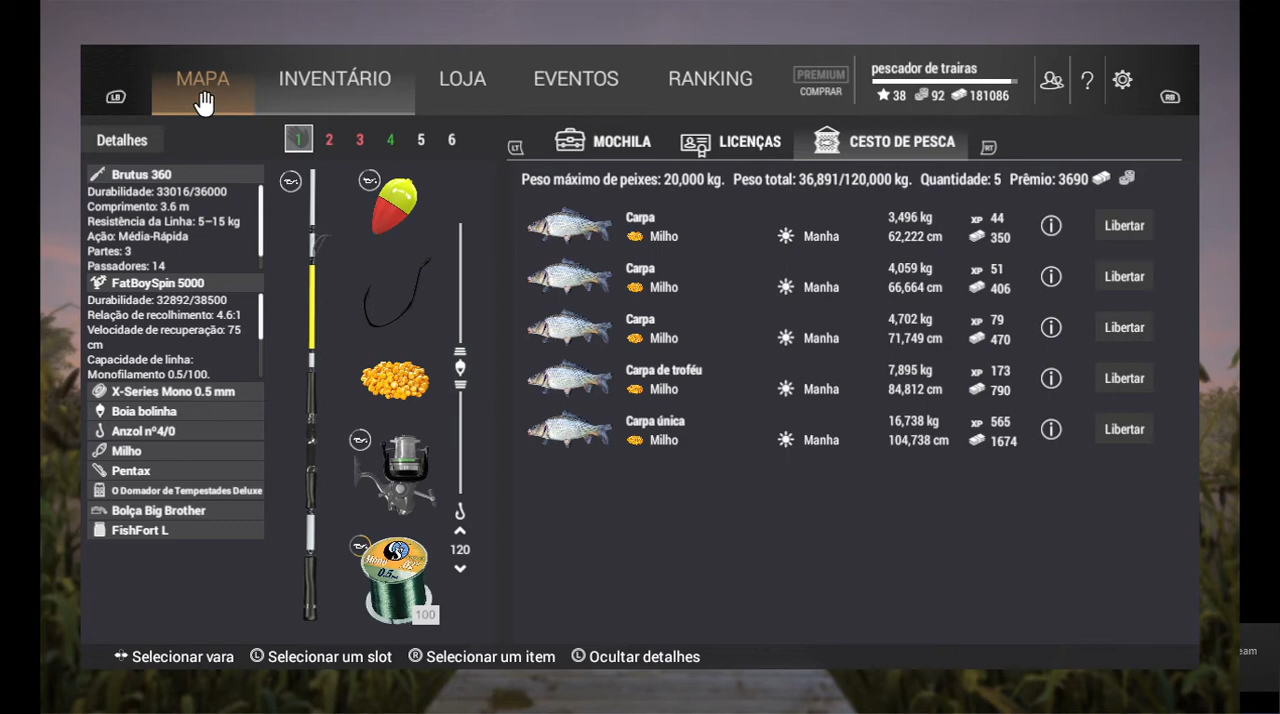 MAPA INVENTÁRIO LOJA EVENTOS RANKING PREMIUM COMPRAR
pescador de trairas
38 92 181086
LB ? RB
Detalhes 1 2 3 4 5 6
LT MOCHILA LICENÇAS CESTO DE PESCA RT
Peso máximo de peixes: 20,000 kg. Peso total: 36,891/120,000 kg. Quantidade: 5 Prêmio: 3690
Brutus 360
Durabilidade: 33016/36000
Comprimento: 3.6 m
Resistência da Linha: 5–15 kg
Ação: Média-Rápida
Partes: 3
Passadores: 14
FatBoySpin 5000
Durabilidade: 32892/38500
Relação de recolhimento: 4.6:1
Velocidade de recuperação: 75
cm
Capacidade de linha:
Monofilamento 0.5/100.
X-Series Mono 0.5 mm
Boia bolinha
Anzol nº4/0
Milho
Pentax
O Domador de Tempestades Deluxe
Bolça Big Brother
FishFort L
120
Mono
0.5
100
Carpa 3,496 kg XP 44
Milho Manha 62,222 cm 350
Libertar
Carpa 4,059 kg XP 51
Milho Manha 66,664 cm 406
Libertar
Carpa 4,702 kg XP 79
Milho Manha 71,749 cm 470
Libertar
Carpa de troféu 7,895 kg XP 173
Milho Manha 84,812 cm 790
Libertar
Carpa única 16,738 kg XP 565
Milho Manha 104,738 cm 1674
Libertar
L Selecionar vara L Selecionar um slot R Selecionar um item L Ocultar detalhes
eam